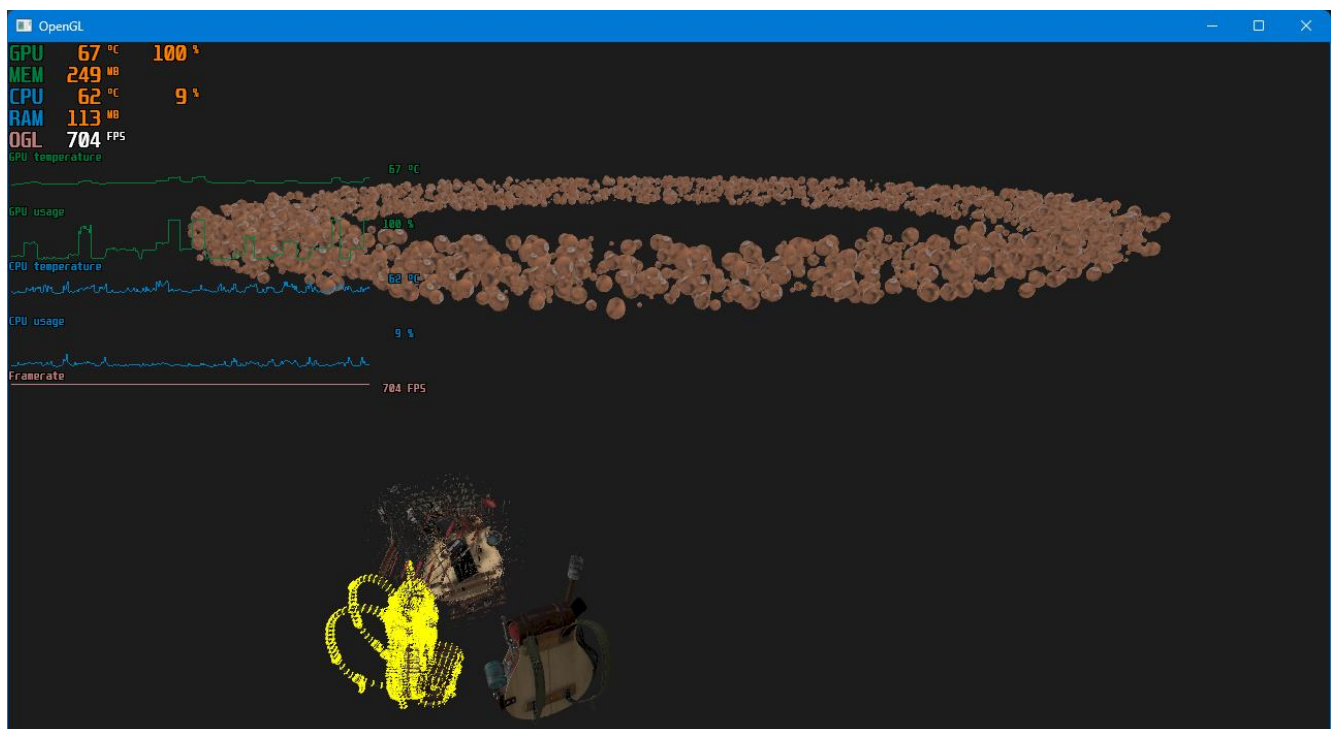 OpenGL
GPU 67 °C 100 %
MEM 249 MB
CPU 62 °C 9 %
RAM 113 MB
OGL 704 FPS
GPU temperature
67 °C
GPU usage
100 %
CPU temperature
62 °C
CPU usage
9 %
Framerate
704 FPS